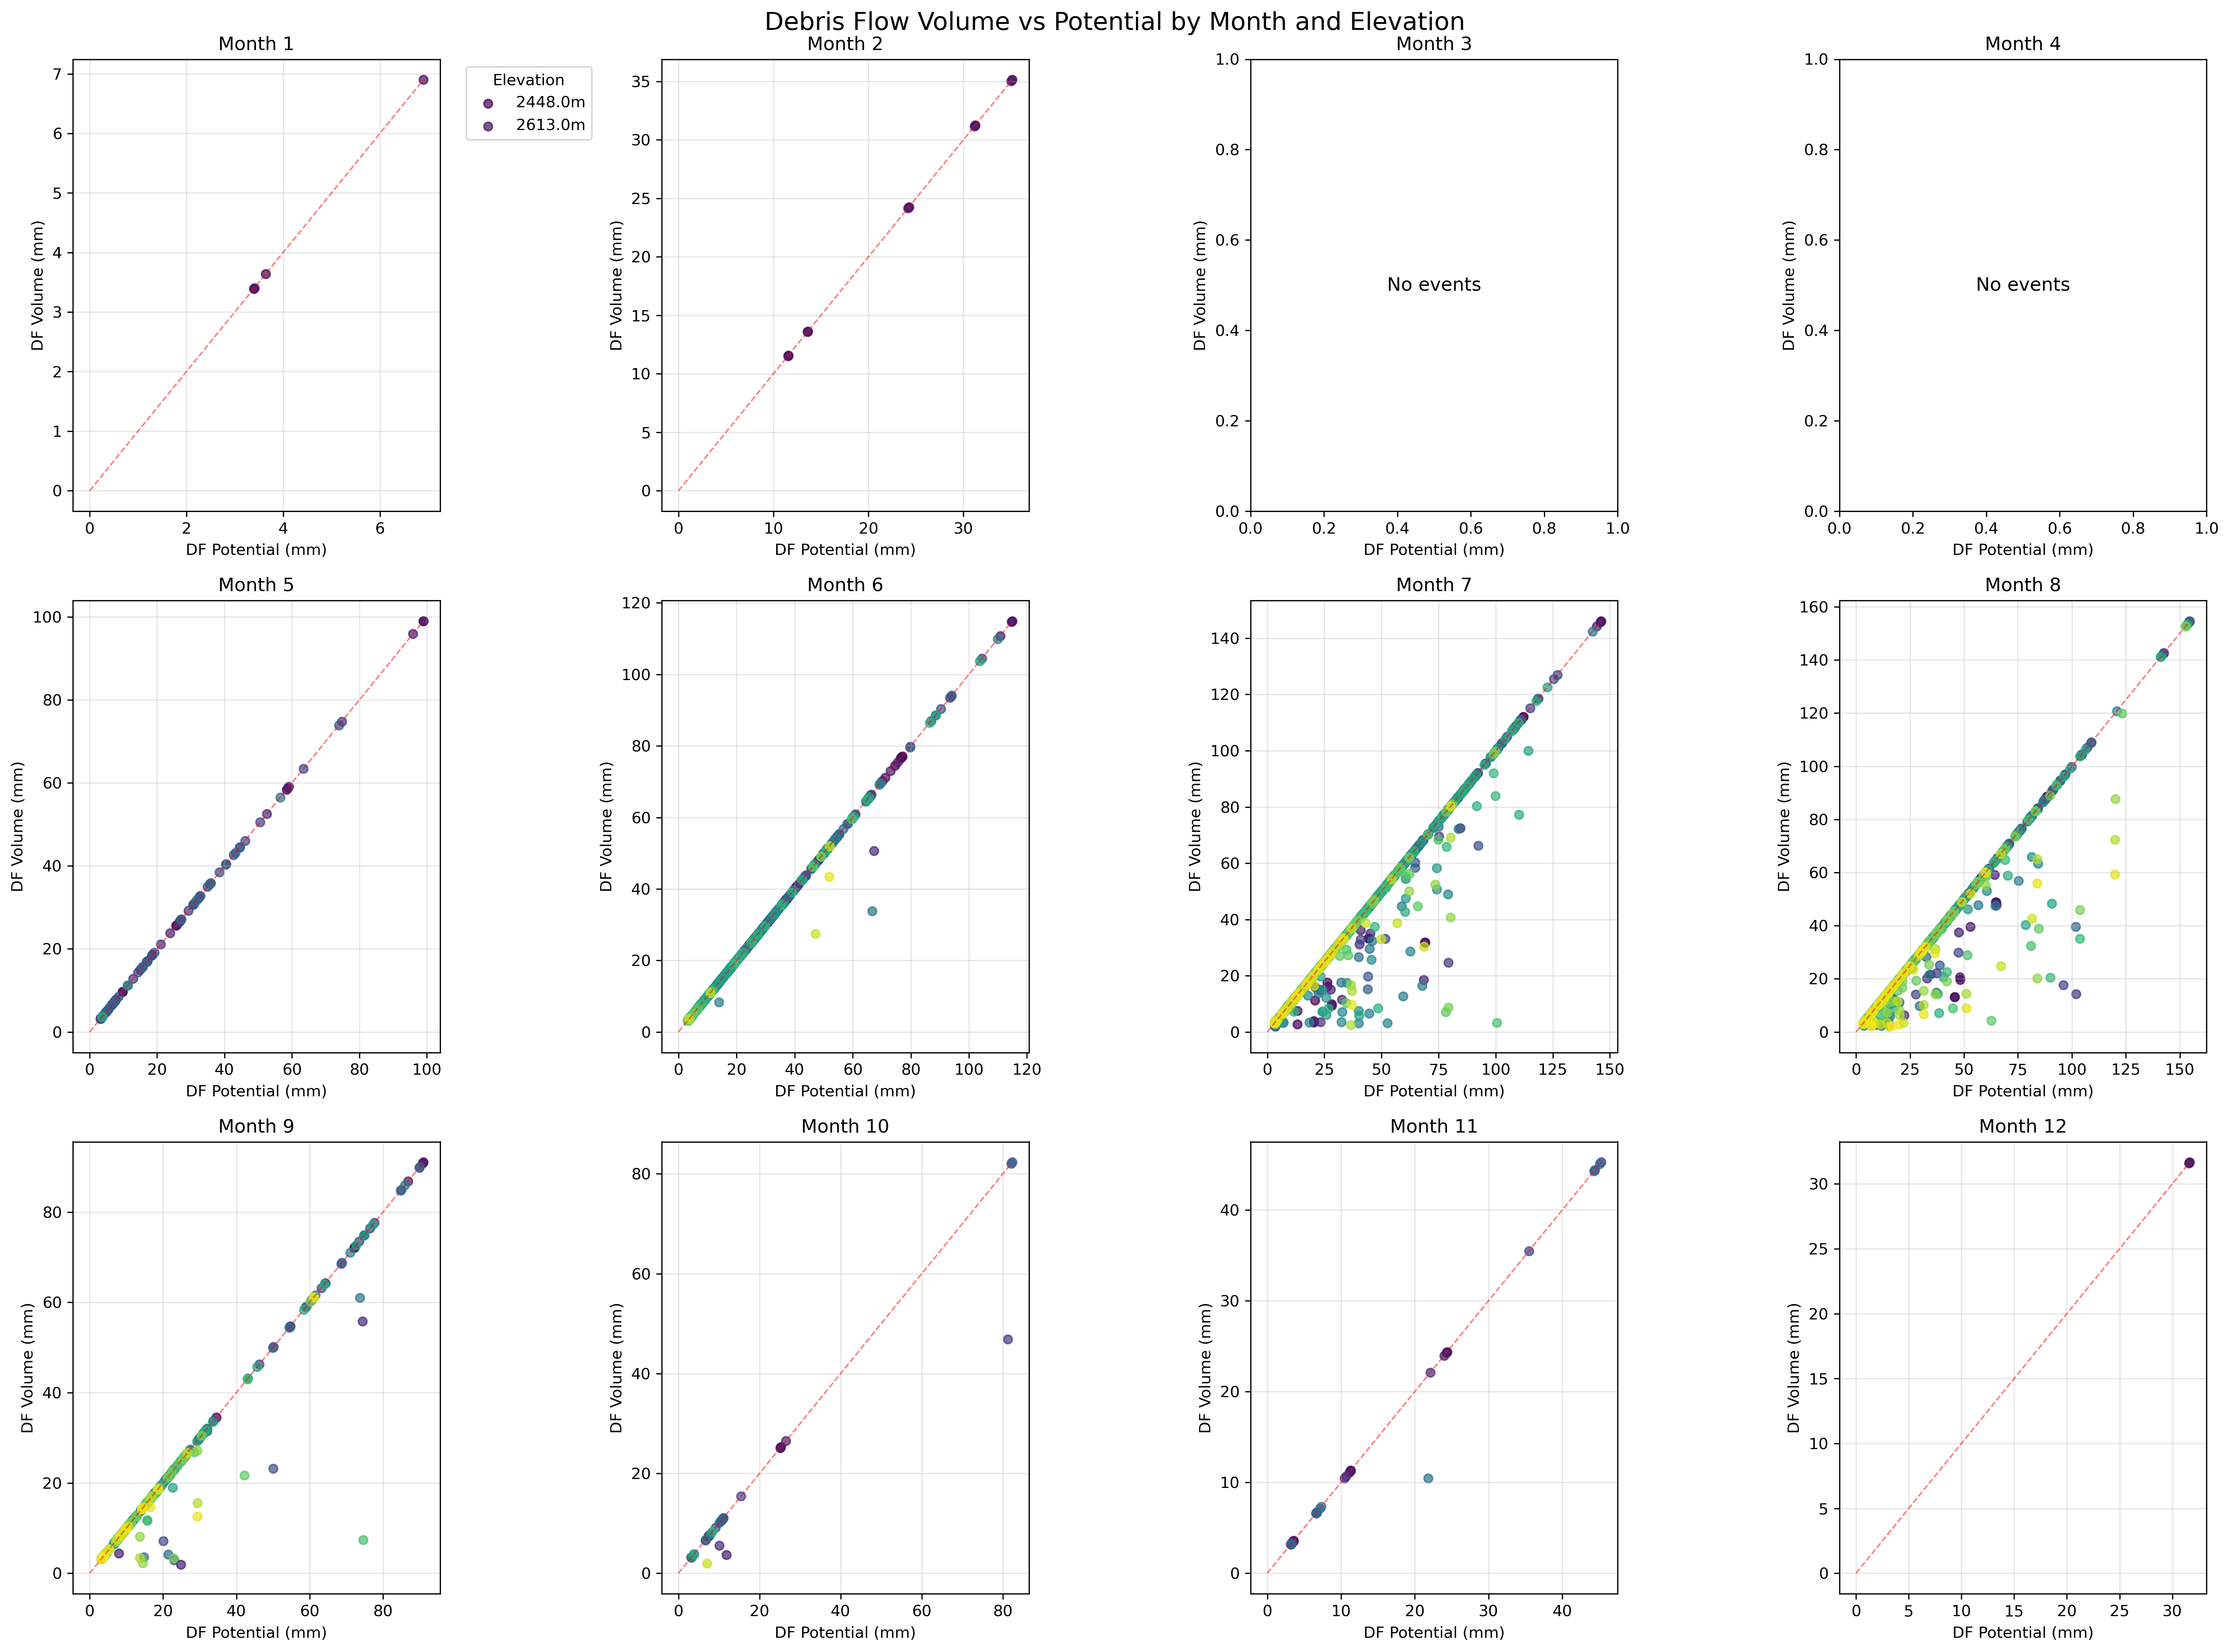 Debris Flow Volume vs Potential by Month and Elevation
Month 1
7
6
5
4
3
2
1
0
0 2 4 6
DF Potential (mm)
DF Volume (mm)
Elevation
2448.0m
2613.0m
Month 2
35
30
25
20
15
10
5
0
0 10 20 30
DF Potential (mm)
DF Volume (mm)
Month 3
1.0
0.8
0.6
0.4
0.2
0.0
No events
0.0 0.2 0.4 0.6 0.8 1.0
DF Potential (mm)
DF Volume (mm)
Month 4
1.0
0.8
0.6
0.4
0.2
0.0
No events
0.0 0.2 0.4 0.6 0.8 1.0
DF Potential (mm)
DF Volume (mm)
Month 5
100
80
60
40
20
0
0 20 40 60 80 100
DF Potential (mm)
DF Volume (mm)
Month 6
120
100
80
60
40
20
0
0 20 40 60 80 100 120
DF Potential (mm)
DF Volume (mm)
Month 7
140
120
100
80
60
40
20
0
0 25 50 75 100 125 150
DF Potential (mm)
DF Volume (mm)
Month 8
160
140
120
100
80
60
40
20
0
0 25 50 75 100 125 150
DF Potential (mm)
DF Volume (mm)
Month 9
80
60
40
20
0
0 20 40 60 80
DF Potential (mm)
DF Volume (mm)
Month 10
80
60
40
20
0
0 20 40 60 80
DF Potential (mm)
DF Volume (mm)
Month 11
40
30
20
10
0
0 10 20 30 40
DF Potential (mm)
DF Volume (mm)
Month 12
30
25
20
15
10
5
0
0 5 10 15 20 25 30
DF Potential (mm)
DF Volume (mm)